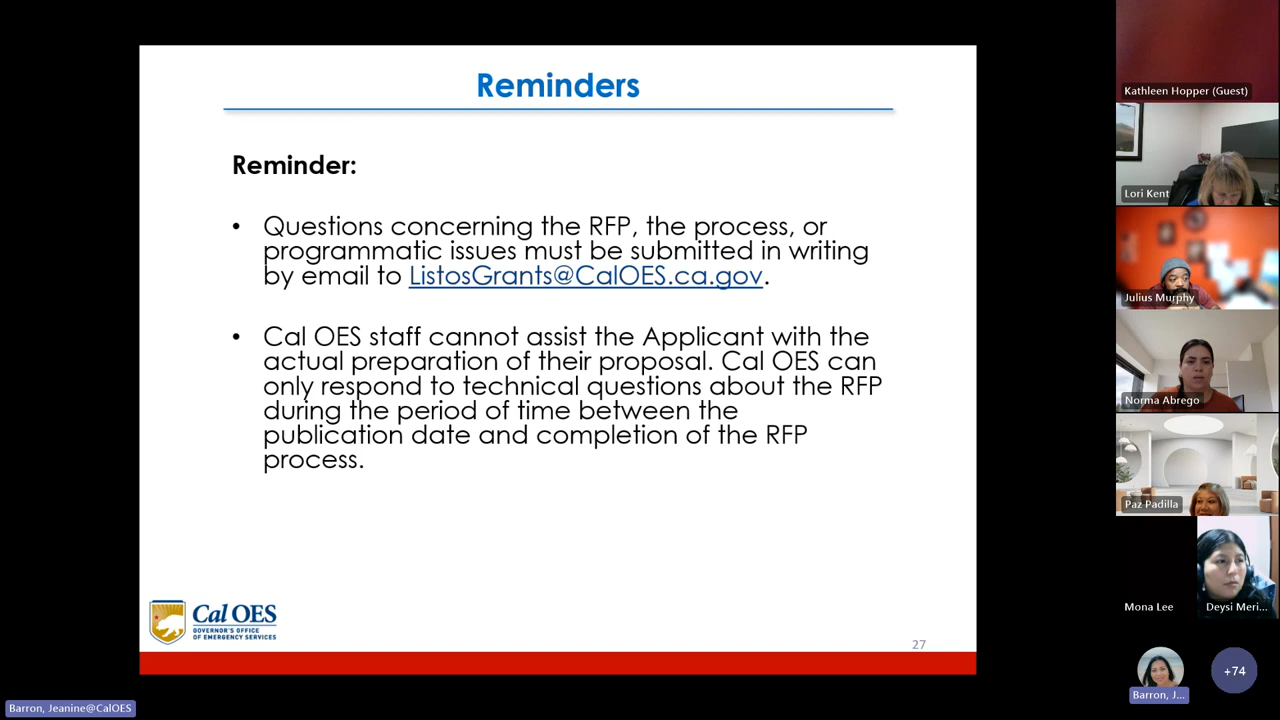 Reminders
Reminder:
• Questions concerning the RFP, the process, or
programmatic issues must be submitted in writing
by email to ListosGrants@CalOES.ca.gov.
• Cal OES staff cannot assist the Applicant with the
actual preparation of their proposal. Cal OES can
only respond to technical questions about the RFP
during the period of time between the
publication date and completion of the RFP
process.
Cal OES
GOVERNOR'S OFFICE
OF EMERGENCY SERVICES
27
Kathleen Hopper (Guest)
Lori Kent
Julius Murphy
Norma Abrego
Paz Padilla
Mona Lee
Deysi Meri...
Barron, J...
+74
Barron, Jeanine@CalOES